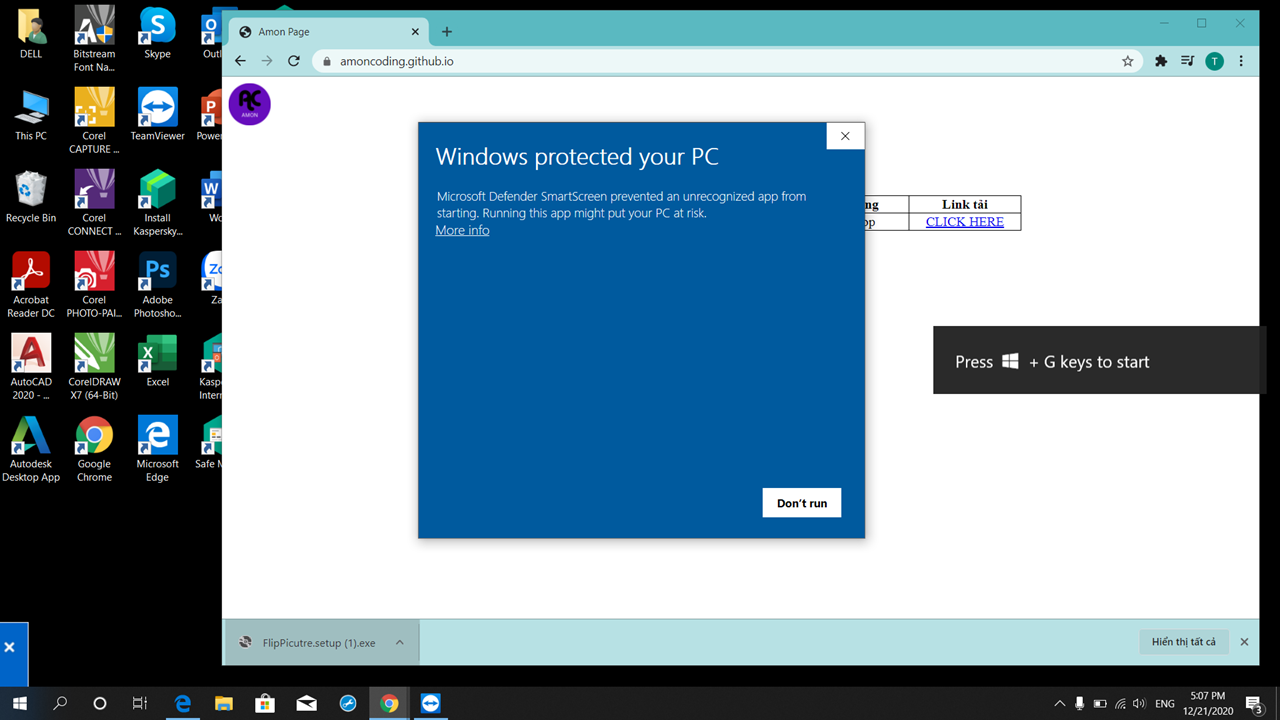 DELL
Bitstream
Font Na...
Skype
Outl
This PC
Corel
CAPTURE ...
TeamViewer
Powe
Recycle Bin
Corel
CONNECT ...
Install
Kaspersky...
Wo
Acrobat
Reader DC
Corel
PHOTO-PAI...
Adobe
Photosho...
Za
AutoCAD
2020 - ...
CorelDRAW
X7 (64-Bit)
Excel
Kasp
Intern
Autodesk
Desktop App
Google
Chrome
Microsoft
Edge
Safe M
Amon Page
amoncoding.github.io
T
AC
AMON
Windows protected your PC
Microsoft Defender SmartScreen prevented an unrecognized app from
starting. Running this app might put your PC at risk.
More info
Don't run
ng
Link tải
op
CLICK HERE
Press + G keys to start
FlipPicutre.setup (1).exe
Hiển thị tất cả
ENG
5:07 PM
12/21/2020
3